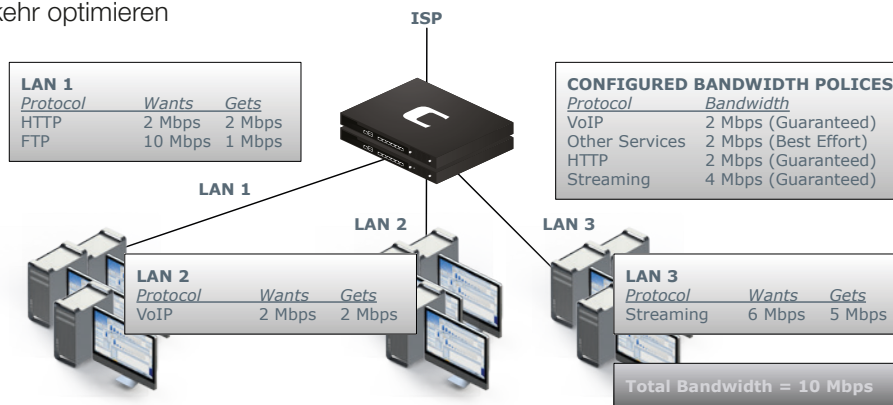 kehr optimieren
ISP
LAN 1
Protocol Wants Gets
HTTP 2 Mbps 2 Mbps
FTP 10 Mbps 1 Mbps
CONFIGURED BANDWIDTH POLICES
Protocol Bandwidth
VoIP 2 Mbps (Guaranteed)
Other Services 2 Mbps (Best Effort)
HTTP 2 Mbps (Guaranteed)
Streaming 4 Mbps (Guaranteed)
LAN 1
LAN 2
LAN 3
LAN 2
Protocol Wants Gets
VoIP 2 Mbps 2 Mbps
LAN 3
Protocol Wants Gets
Streaming 6 Mbps 5 Mbps
Total Bandwidth = 10 Mbps